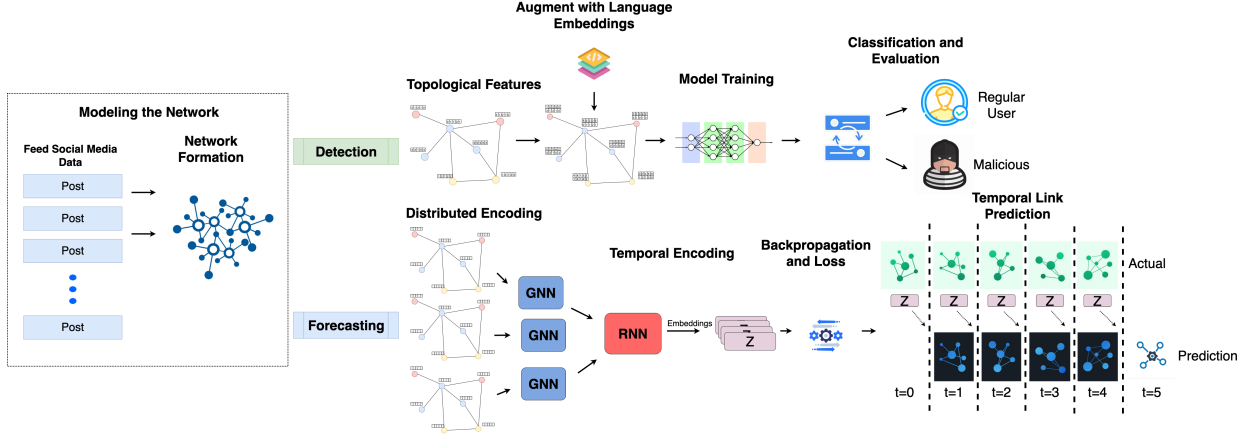 Modeling the Network
Feed Social Media
Data
Post
Post
Post
Post
Network
Formation
Detection
Topological Features
Augment with Language
Embeddings
Model Training
Classification and
Evaluation
Regular
User
Malicious
Forecasting
Distributed Encoding
GNN
GNN
GNN
Temporal Encoding
RNN
Embeddings
Z
Backpropagation
and Loss
Temporal Link
Prediction
Actual
Z
Z
Z
Z
Z
Prediction
t=0
t=1
t=2
t=3
t=4
t=5